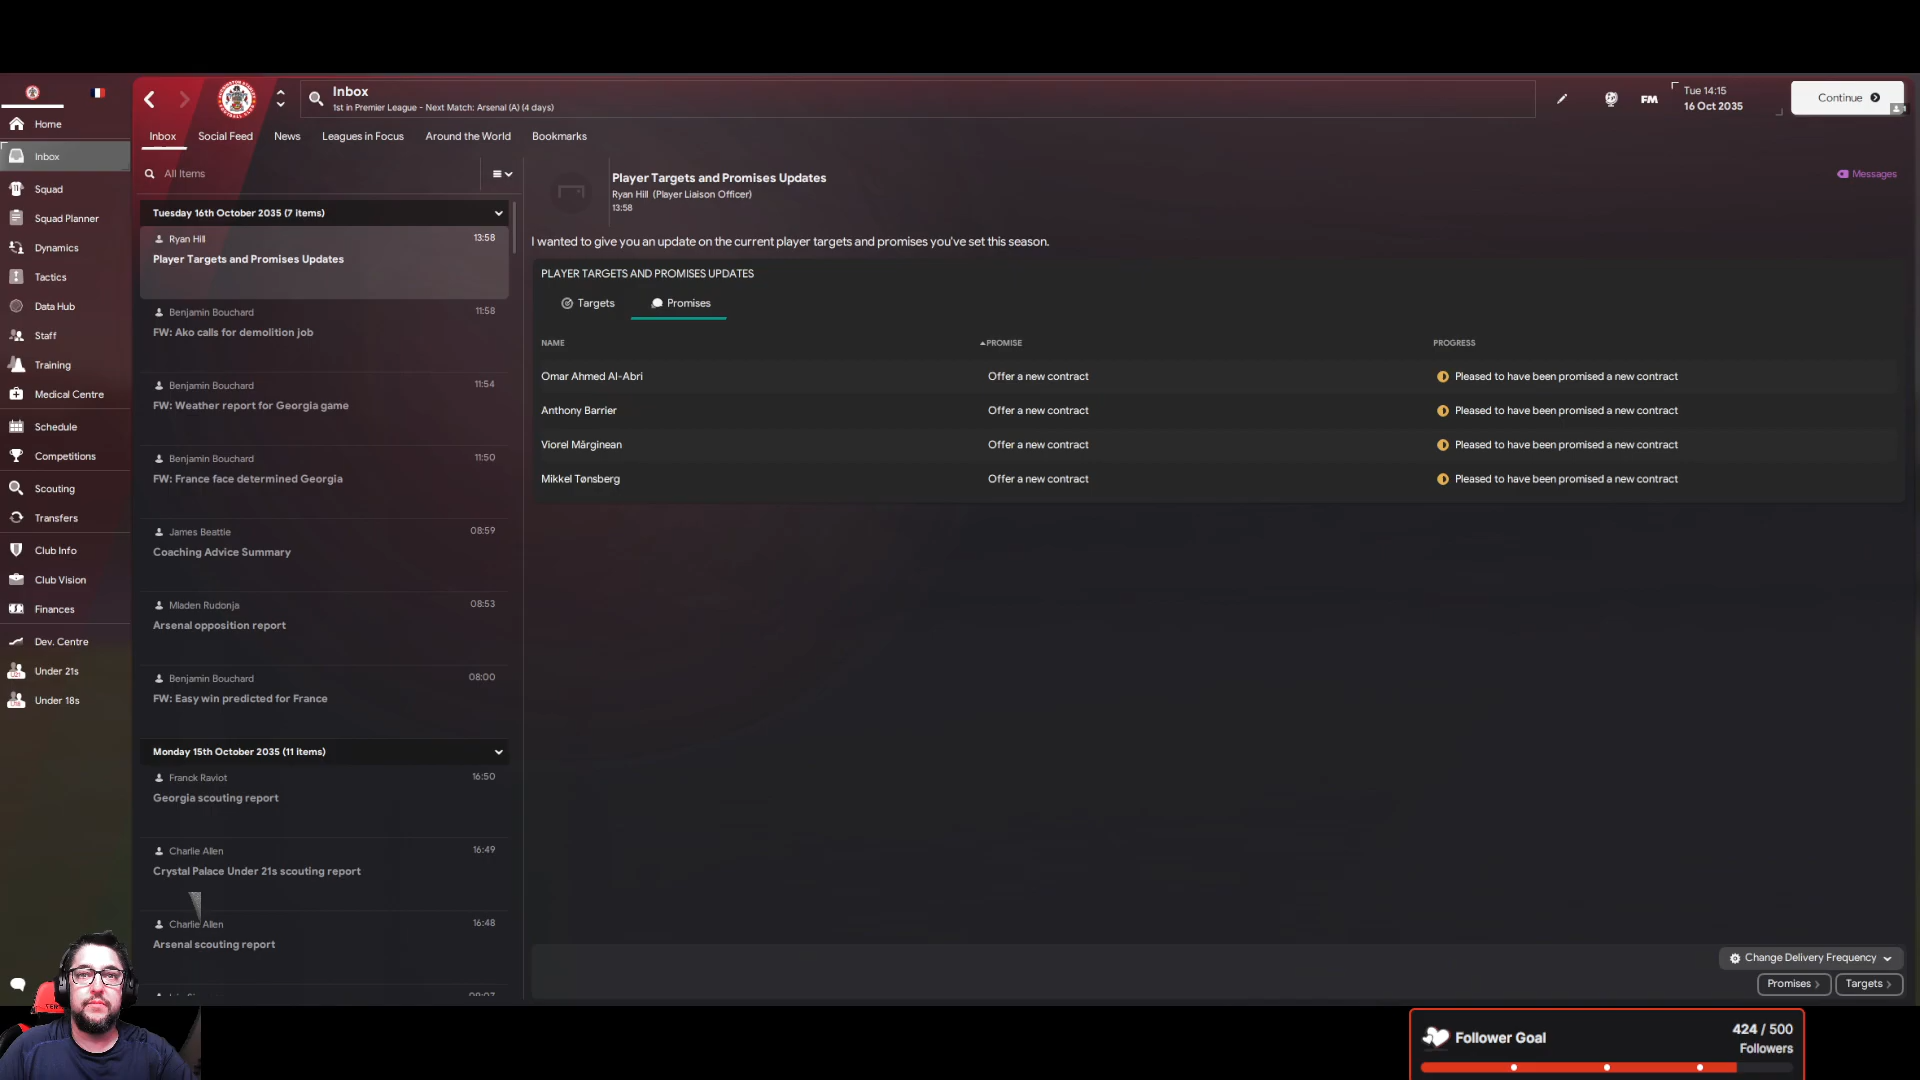 Inbox
1st in Premier League - Next Match: Arsenal (A) (4 days)
FM
Tue 14:15
16 Oct 2035
Continue
1
Home
Inbox
Squad
Squad Planner
Dynamics
Tactics
Data Hub
Staff
Training
Medical Centre
Schedule
Competitions
Scouting
Transfers
Club Info
Club Vision
Finances
Dev. Centre
Under 21s
Under 18s
Inbox Social Feed News Leagues in Focus Around the World Bookmarks
All Items
Tuesday 16th October 2035 (7 items)
Ryan Hill 13:58
Player Targets and Promises Updates
Benjamin Bouchard 11:58
FW: Ako calls for demolition job
Benjamin Bouchard 11:54
FW: Weather report for Georgia game
Benjamin Bouchard 11:50
FW: France face determined Georgia
James Beattie 08:59
Coaching Advice Summary
Mladen Rudonja 08:53
Arsenal opposition report
Benjamin Bouchard 08:00
FW: Easy win predicted for France
Monday 15th October 2035 (11 items)
Franck Raviot 16:50
Georgia scouting report
Charlie Allen 16:49
Crystal Palace Under 21s scouting report
Charlie Allen 16:48
Arsenal scouting report
Player Targets and Promises Updates
Ryan Hill (Player Liaison Officer)
13:58
Messages
I wanted to give you an update on the current player targets and promises you've set this season.
PLAYER TARGETS AND PROMISES UPDATES
Targets Promises
NAME PROMISE PROGRESS
Omar Ahmed Al-Abri Offer a new contract Pleased to have been promised a new contract
Anthony Barrier Offer a new contract Pleased to have been promised a new contract
Viorel Mărginean Offer a new contract Pleased to have been promised a new contract
Mikkel Tønsberg Offer a new contract Pleased to have been promised a new contract
Change Delivery Frequency
Promises Targets
Follower Goal 424 / 500
Followers